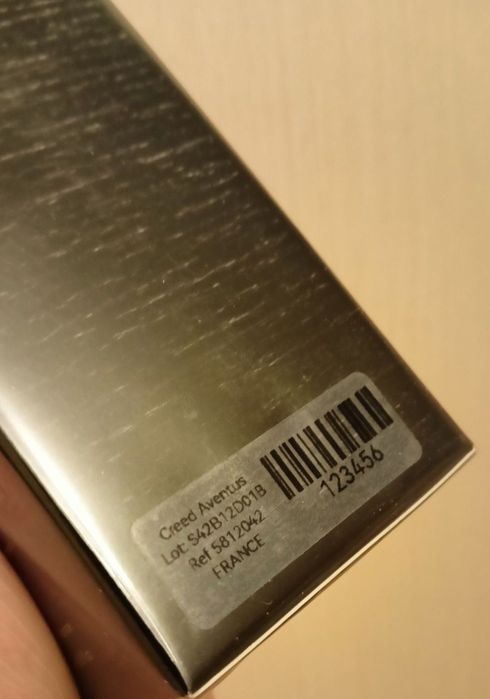 Creed Aventus
Lot: S42B12D01B
Ref 5812042
FRANCE
123456